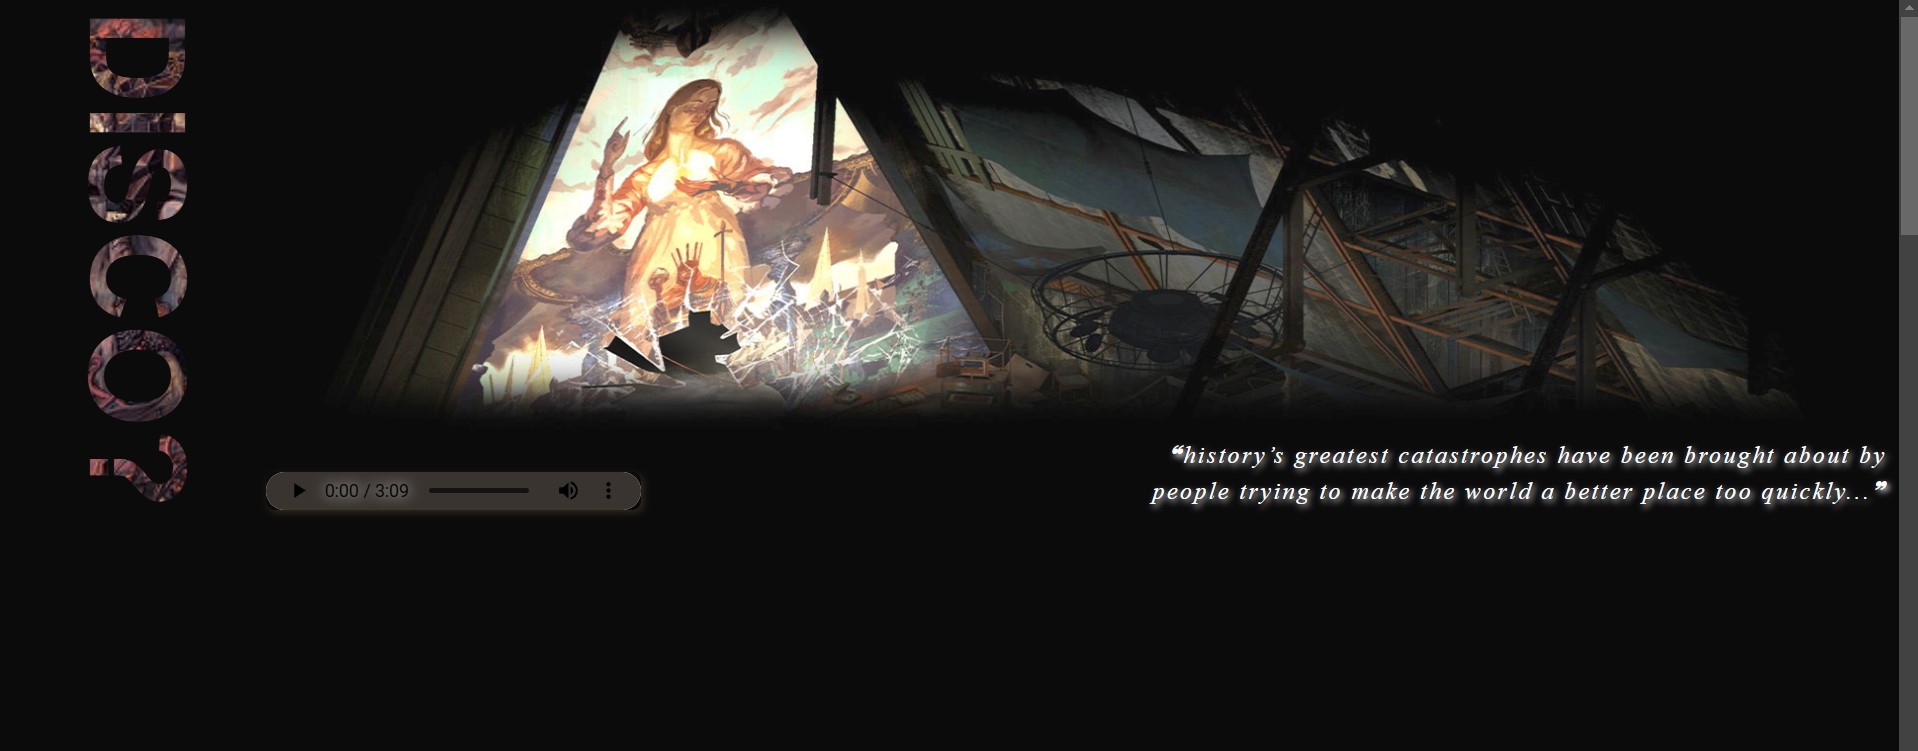 DISCO?
0:00 / 3:09
❝history’s greatest catastrophes have been brought about by
people trying to make the world a better place too quickly...❞